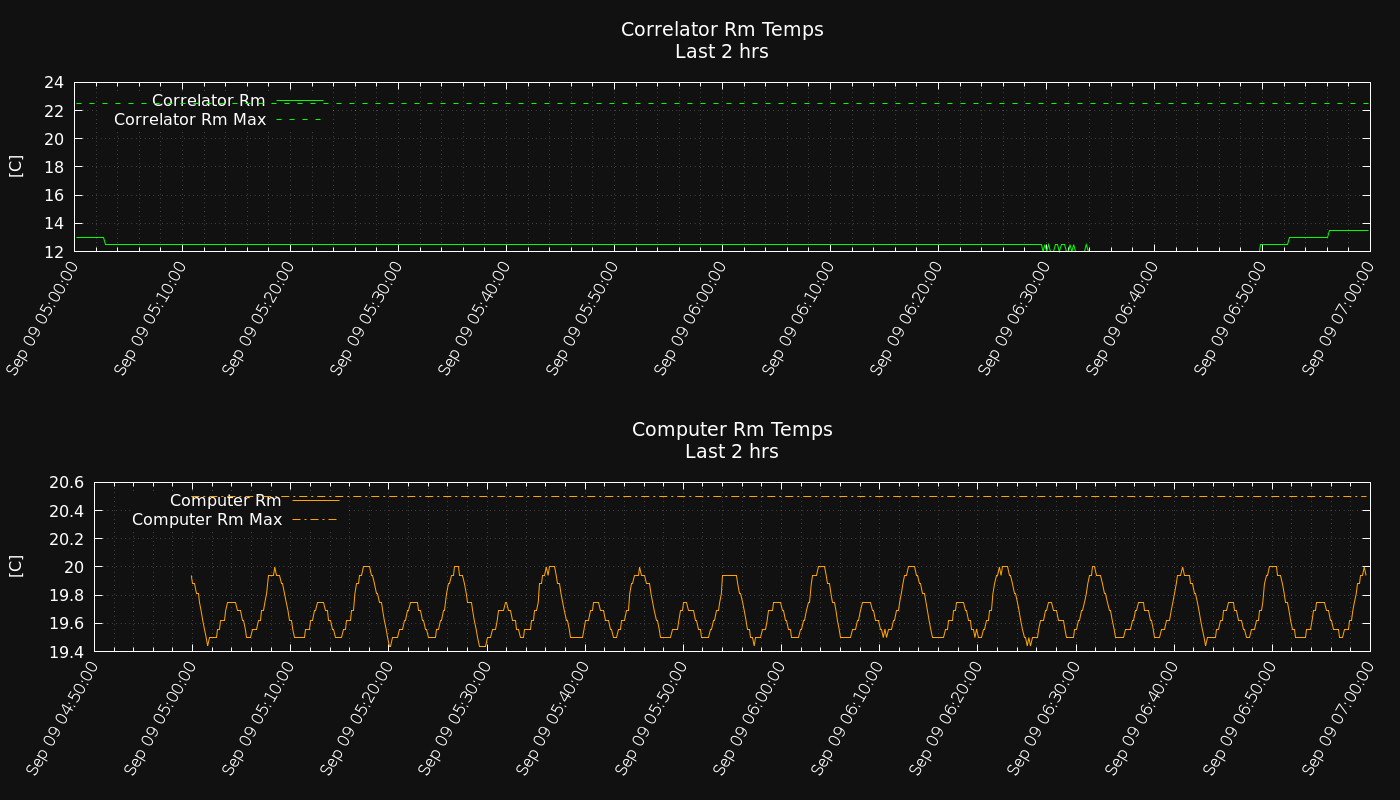 Correlator Rm Temps
Last 2 hrs
Correlator Rm
Correlator Rm Max
[C]
24
22
20
18
16
14
12
Sep 09 05:00:00
Sep 09 05:10:00
Sep 09 05:20:00
Sep 09 05:30:00
Sep 09 05:40:00
Sep 09 05:50:00
Sep 09 06:00:00
Sep 09 06:10:00
Sep 09 06:20:00
Sep 09 06:30:00
Sep 09 06:40:00
Sep 09 06:50:00
Sep 09 07:00:00
Computer Rm Temps
Last 2 hrs
Computer Rm
Computer Rm Max
[C]
20.6
20.4
20.2
20
19.8
19.6
19.4
Sep 09 04:50:00
Sep 09 05:00:00
Sep 09 05:10:00
Sep 09 05:20:00
Sep 09 05:30:00
Sep 09 05:40:00
Sep 09 05:50:00
Sep 09 06:00:00
Sep 09 06:10:00
Sep 09 06:20:00
Sep 09 06:30:00
Sep 09 06:40:00
Sep 09 06:50:00
Sep 09 07:00:00